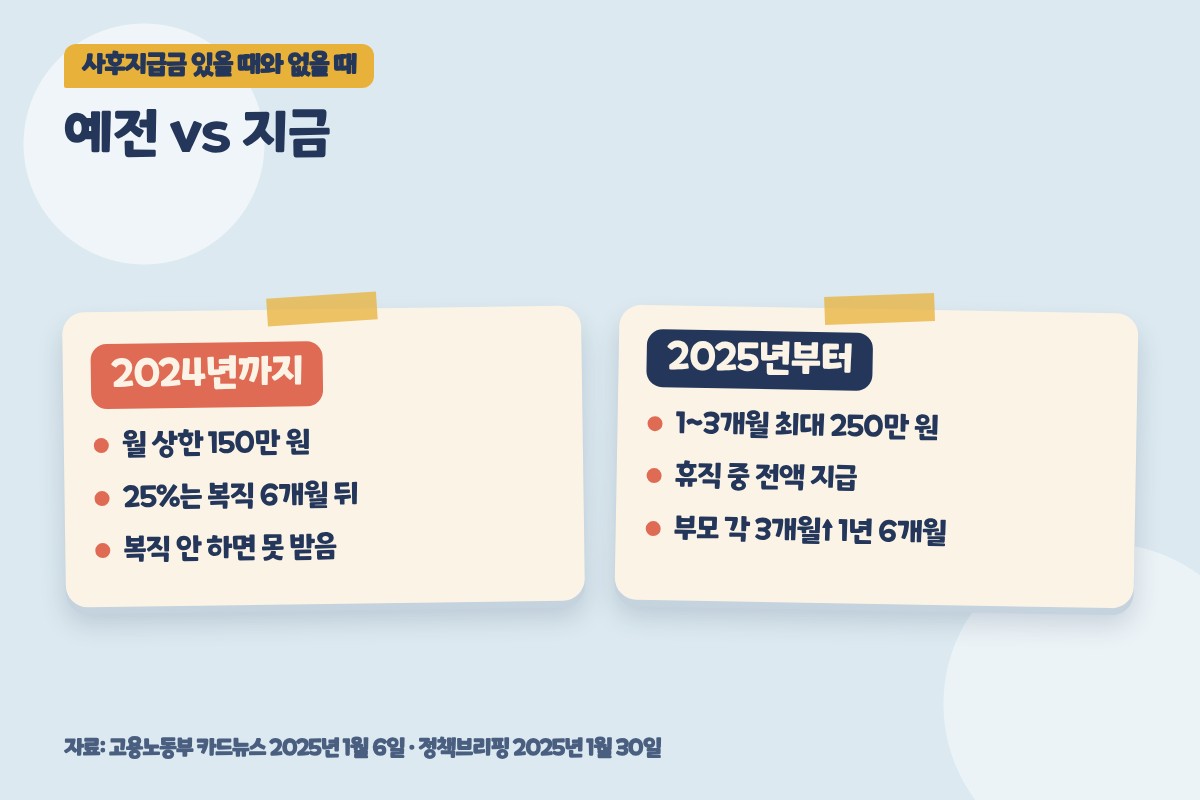 사후지급금 있을 때와 없을 때
예전 vs 지금
2024년까지
월 상한 150만 원
25%는 복직 6개월 뒤
복직 안 하면 못 받음
2025년부터
1~3개월 최대 250만 원
휴직 중 전액 지급
부모 각 3개월↑ 1년 6개월
자료: 고용노동부 카드뉴스 2025년 1월 6일 · 정책브리핑 2025년 1월 30일